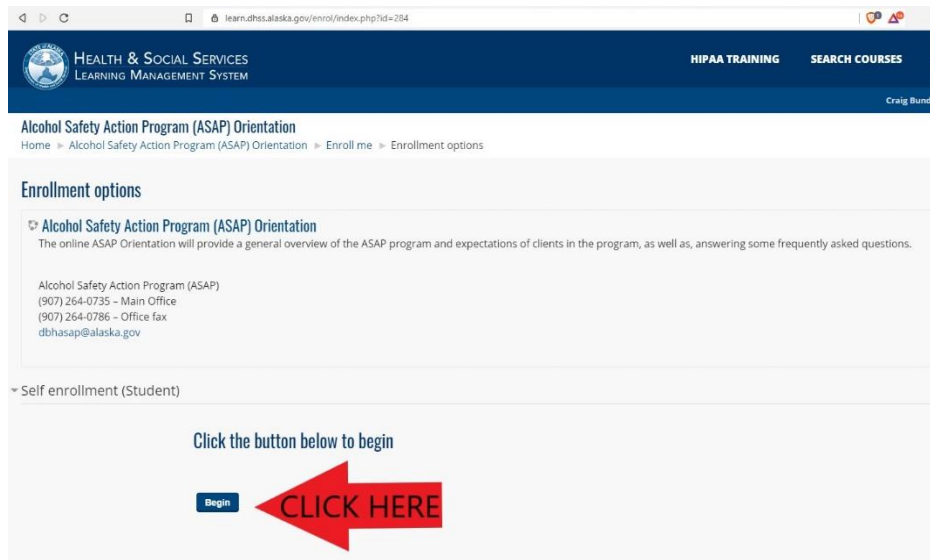 learn.dhss.alaska.gov/enrol/index.php?id=284
HEALTH & SOCIAL SERVICES
LEARNING MANAGEMENT SYSTEM
HIPAA TRAINING SEARCH COURSES
Craig Bund
Alcohol Safety Action Program (ASAP) Orientation
Home ► Alcohol Safety Action Program (ASAP) Orientation ► Enroll me ► Enrollment options
Enrollment options
Alcohol Safety Action Program (ASAP) Orientation
The online ASAP Orientation will provide a general overview of the ASAP program and expectations of clients in the program, as well as, answering some frequently asked questions.
Alcohol Safety Action Program (ASAP)
(907) 264-0735 – Main Office
(907) 264-0786 – Office fax
dbhasap@alaska.gov
Self enrollment (Student)
Click the button below to begin
Begin CLICK HERE